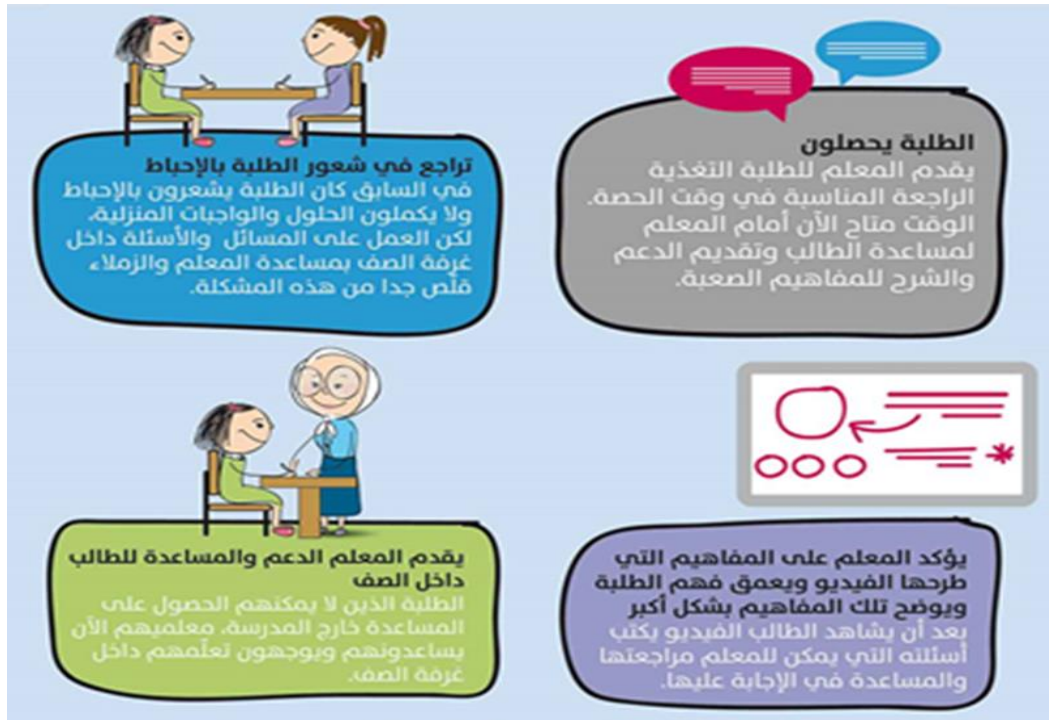 الطلبة يحصلون
يقدم المعلم للطلبة التغذية
الراجعة المناسبة في وقت الحصة.
الوقت متاح الآن أمام المعلم
لمساعدة الطالب وتقديم الدعم
والشرح للمفاهيم الصعبة.
تراجع في شعور الطلبة بالإحباط
في السابق كان الطلبة يشعرون بالإحباط
ولا يكملون الحلول والواجبات المنزلية،
لكن العمل على المسائل والأسئلة داخل
غرفة الصف بمساعدة المعلم والزملاء
قلّص جدا من هذه المشكلة.
يؤكد المعلم على المفاهيم التي
طرحها الفيديو ويعمق فهم الطلبة
ويوضح تلك المفاهيم بشكل أكبر
بعد أن يشاهد الطالب الفيديو يكتب
أسئلته التي يمكن للمعلم مراجعتها
والمساعدة في الإجابة عليها.
يقدم المعلم الدعم والمساعدة للطالب
داخل الصف
الطلبة الذين لا يمكنهم الحصول على
المساعدة خارج المدرسة، معلميهم الآن
يساعدونهم ويوجهون تعلّمهم داخل
غرفة الصف.